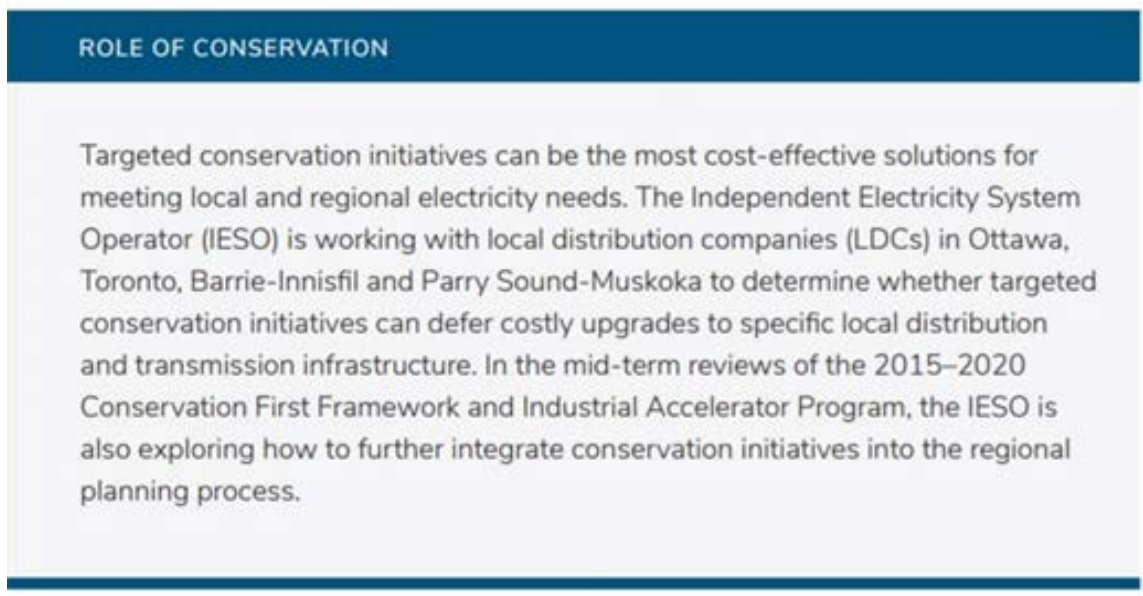 ROLE OF CONSERVATION
Targeted conservation initiatives can be the most cost-effective solutions for
meeting local and regional electricity needs. The Independent Electricity System
Operator (IESO) is working with local distribution companies (LDCs) in Ottawa,
Toronto, Barrie-Innisfil and Parry Sound-Muskoka to determine whether targeted
conservation initiatives can defer costly upgrades to specific local distribution
and transmission infrastructure. In the mid-term reviews of the 2015–2020
Conservation First Framework and Industrial Accelerator Program, the IESO is
also exploring how to further integrate conservation initiatives into the regional
planning process.